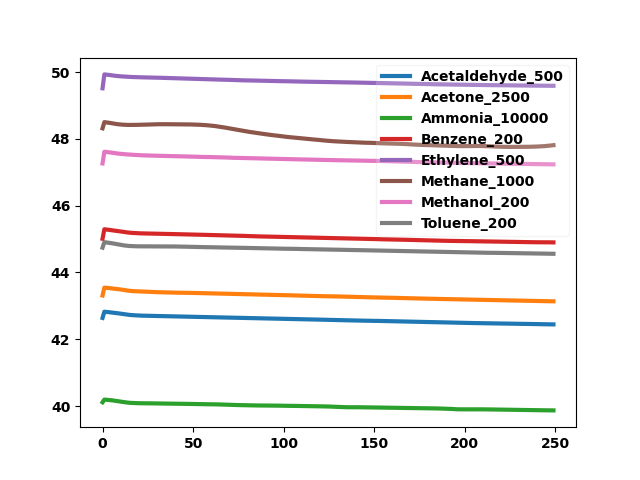 50
48
46
44
42
40
0 50 100 150 200 250
Acetaldehyde_500
Acetone_2500
Ammonia_10000
Benzene_200
Ethylene_500
Methane_1000
Methanol_200
Toluene_200